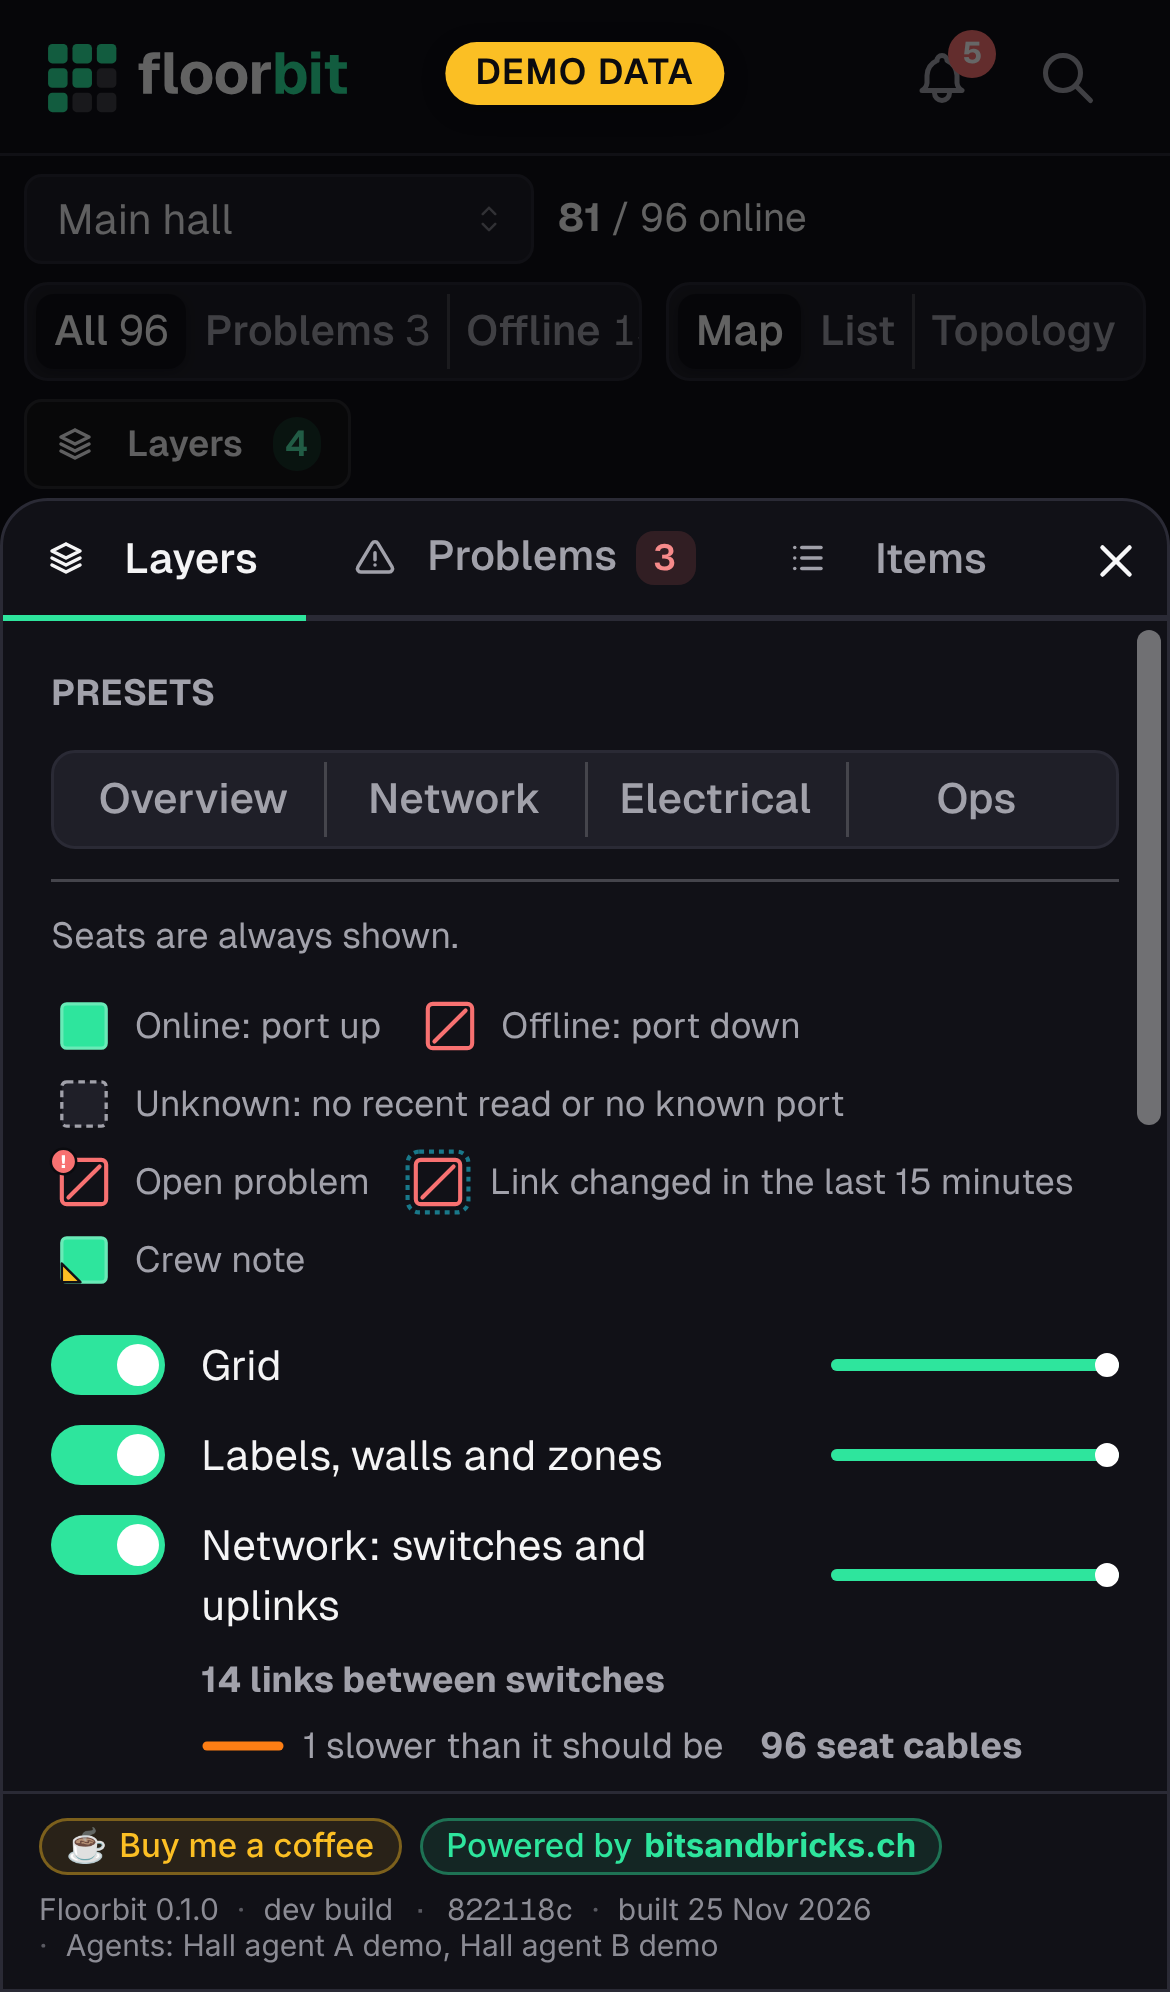 floorbit
DEMO DATA
5
Main hall
81 / 96 online
All 96
Problems 3
Offline 1
Map
List
Topology
Layers 4
Layers
Problems 3
Items
PRESETS
Overview
Network
Electrical
Ops
Seats are always shown.
Online: port up
Offline: port down
Unknown: no recent read or no known port
Open problem
Link changed in the last 15 minutes
Crew note
Grid
Labels, walls and zones
Network: switches and
uplinks
14 links between switches
1 slower than it should be
96 seat cables
Buy me a coffee
Powered by bitsandbricks.ch
Floorbit 0.1.0 · dev build · 822118c · built 25 Nov 2026
· Agents: Hall agent A demo, Hall agent B demo